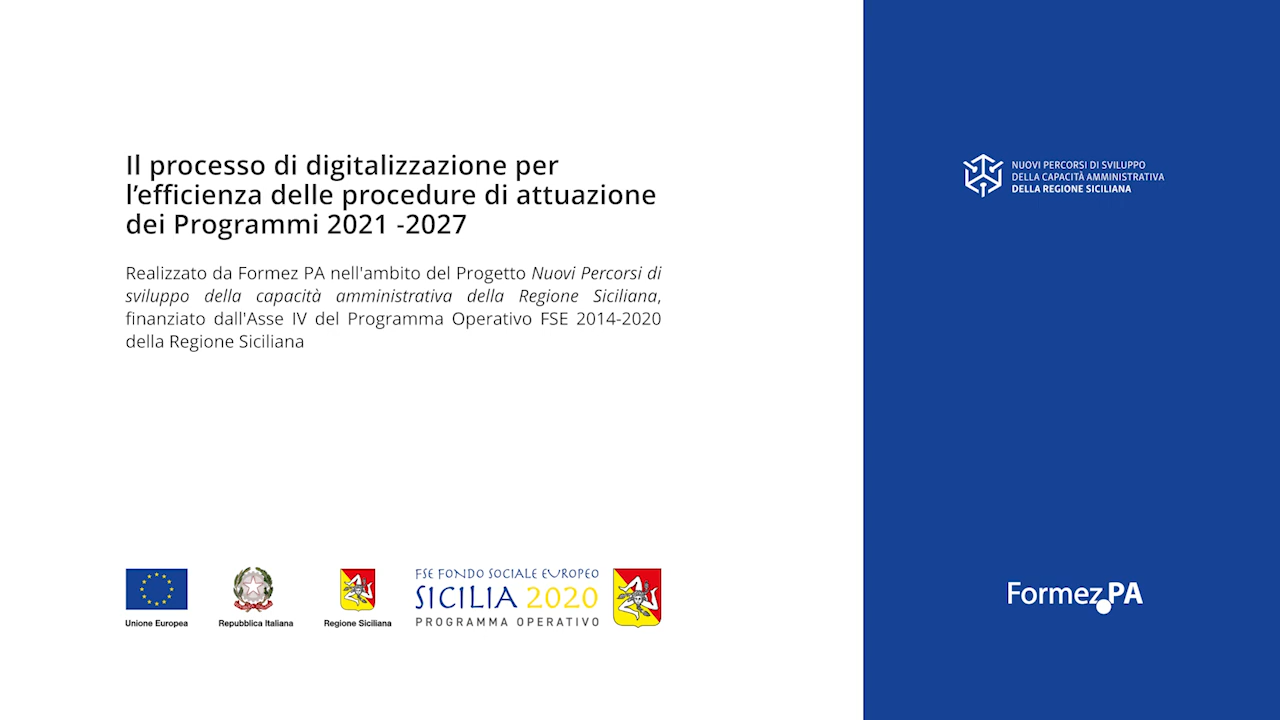 Il processo di digitalizzazione per
l’efficienza delle procedure di attuazione
dei Programmi 2021 -2027
Realizzato da Formez PA nell'ambito del Progetto Nuovi Percorsi di
sviluppo della capacità amministrativa della Regione Siciliana,
finanziato dall'Asse IV del Programma Operativo FSE 2014-2020
della Regione Siciliana
Unione Europea
Repubblica Italiana
Regione Siciliana
FSE FONDO SOCIALE EUROPEO
SICILIA 2020
PROGRAMMA OPERATIVO
NUOVI PERCORSI DI SVILUPPO
DELLA CAPACITÀ AMMINISTRATIVA
DELLA REGIONE SICILIANA
Formez.PA